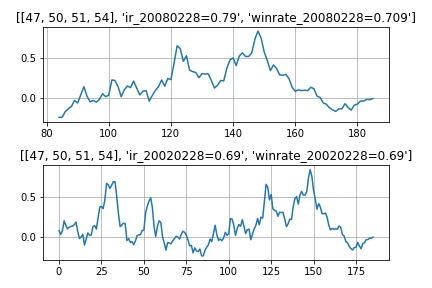 [[47, 50, 51, 54], 'ir_20080228=0.79', 'winrate_20080228=0.709']
0.5
0.0
80 100 120 140 160 180
[[47, 50, 51, 54], 'ir_20020228=0.69', 'winrate_20020228=0.69']
0.5
0.0
0 25 50 75 100 125 150 175